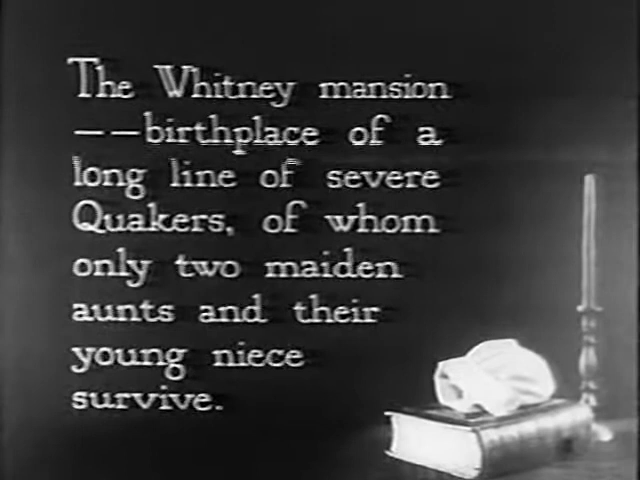 The Whitney mansion
——birthplace of a
long line of severe
Quakers, of whom
only two maiden
aunts and their
young niece
survive.